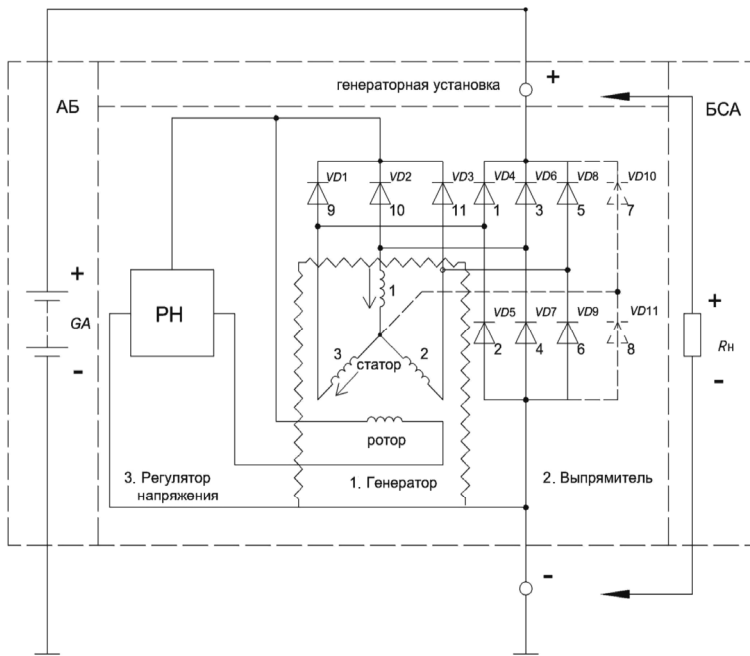 +
генераторная установка
АБ
БСА
VD1
VD2
VD3
VD4
VD6
VD8
VD10
9
10
11
1
3
5
7
+
GA
-
РН
1
3
2
статор
VD5
VD7
VD9
VD11
2
4
6
8
+
Rн
-
ротор
3. Регулятор
напряжения
1. Генератор
2. Выпрямитель
-